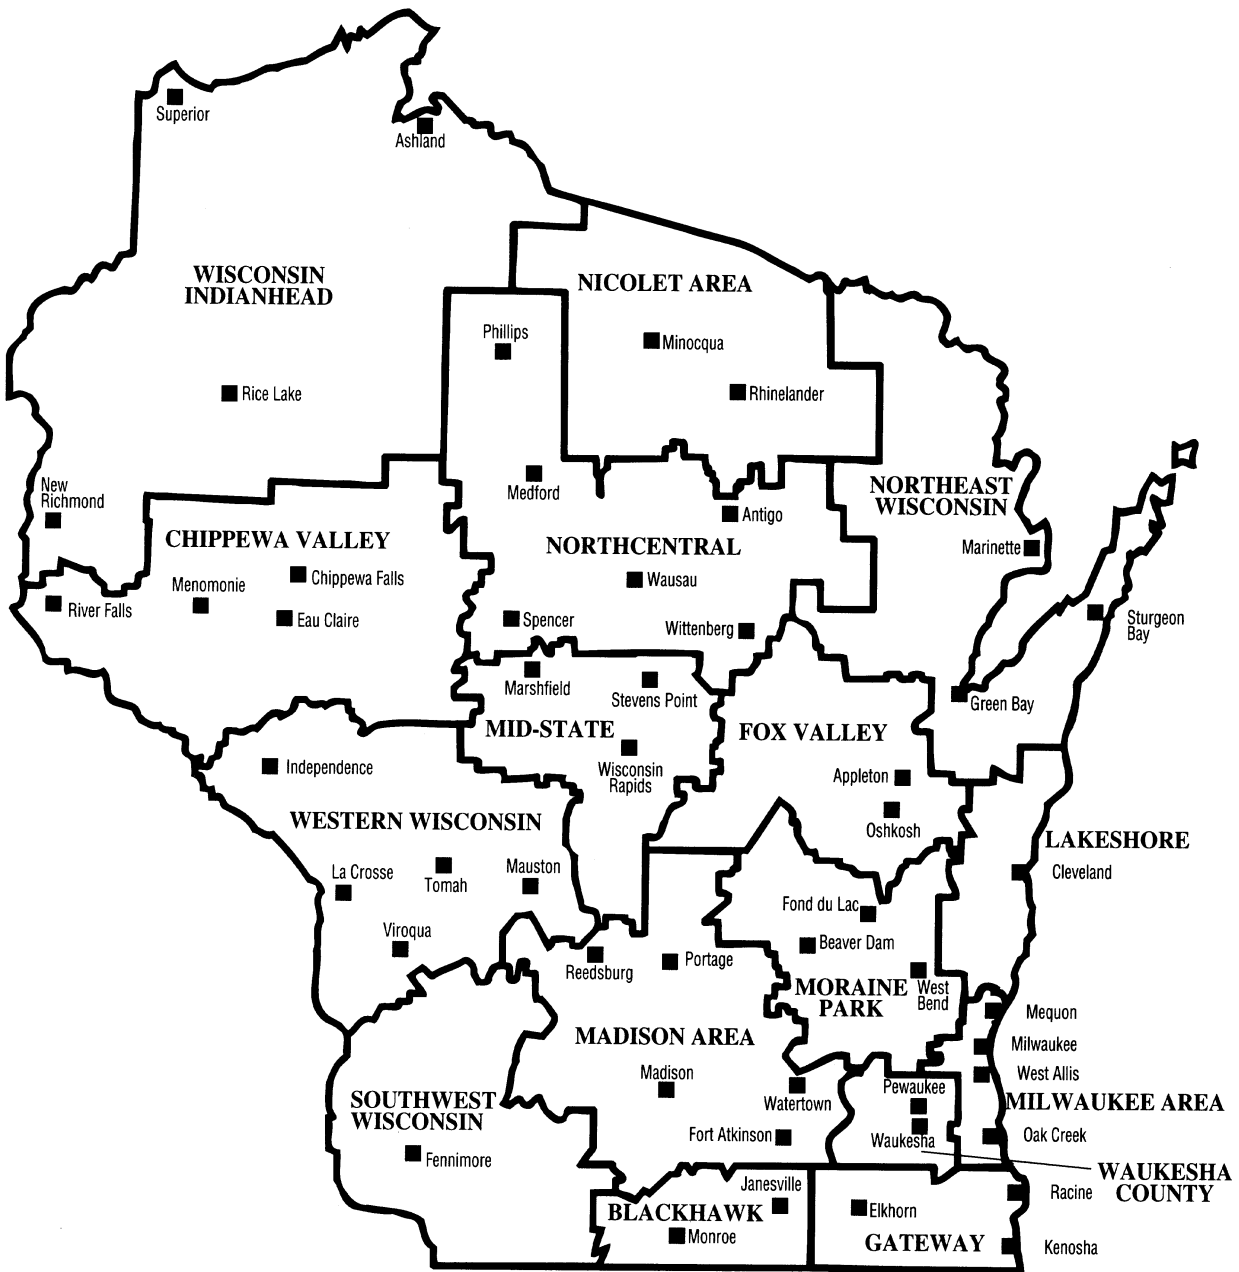 Superior
Ashland
WISCONSIN
INDIANHEAD
NICOLET AREA
Phillips
Minocqua
Rice Lake
Rhinelander
New
Richmond
Medford
NORTHEAST
WISCONSIN
Antigo
CHIPPEWA VALLEY
NORTHCENTRAL
Marinette
Menomonie
Chippewa Falls
Wausau
River Falls
Eau Claire
Spencer
Wittenberg
Sturgeon
Bay
Marshfield
Stevens Point
Green Bay
MID-STATE
FOX VALLEY
Independence
Wisconsin
Rapids
Appleton
WESTERN WISCONSIN
Oshkosh
LAKESHORE
La Crosse
Tomah
Mauston
Cleveland
Fond du Lac
Viroqua
Beaver Dam
Reedsburg
Portage
MORAINE
PARK
West
Bend
Mequon
MADISON AREA
Milwaukee
Madison
Pewaukee
West Allis
SOUTHWEST
WISCONSIN
Watertown
MILWAUKEE AREA
Fort Atkinson
Waukesha
Oak Creek
Fennimore
WAUKESHA
COUNTY
Janesville
Racine
BLACKHAWK
Elkhorn
Monroe
GATEWAY
Kenosha